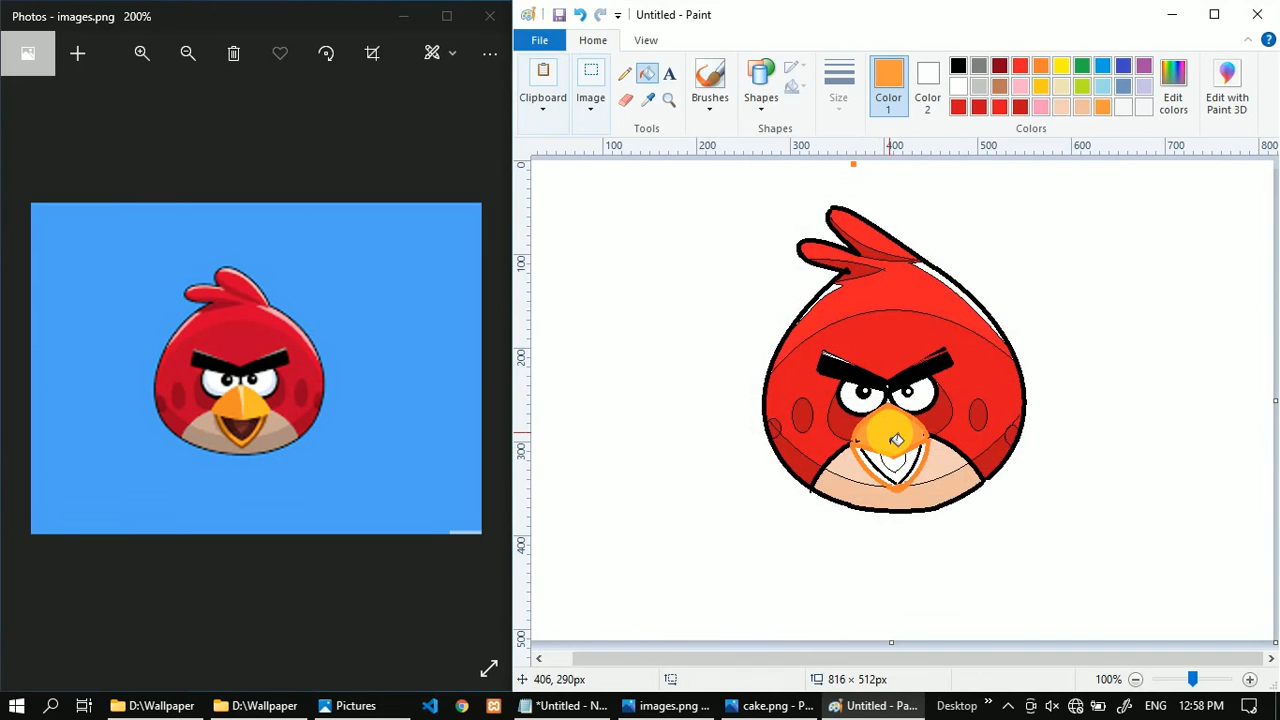 Photos - images.png 200%
Untitled - Paint
File
Home
View
Clipboard
Image
Tools
Brushes
Shapes
Shapes
Size
Color
1
Color
2
Edit
colors
Colors
Edit with
Paint 3D
100
200
300
400
500
600
700
800
0
100
200
300
400
500
406, 290px
816 × 512px
100%
D:\Wallpaper
D:\Wallpaper
Pictures
*Untitled - N...
images.png ...
cake.png - P...
Untitled - Pa...
Desktop
ENG
12:58 PM